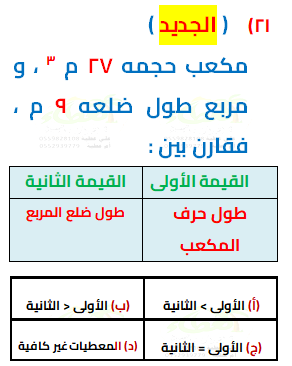 ٢١) ( الجديد )
مكعب حجمه ٢٧ م ٣ ، و
مربع طول ضلعه ٩ م ،
فقارن بين :
القيمة الأولى القيمة الثانية
طول حرف المكعب طول ضلع المربع
(أ) الأولى > الثانية (ب) الأولى < الثانية
(ج) الأولى = الثانية (د) المعطيات غير كافية